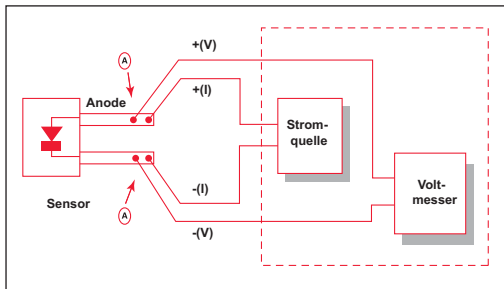 +(V)
A
Anode
+(I)
Strom-
quelle
-(I)
Volt-
messer
Sensor
A
-(V)